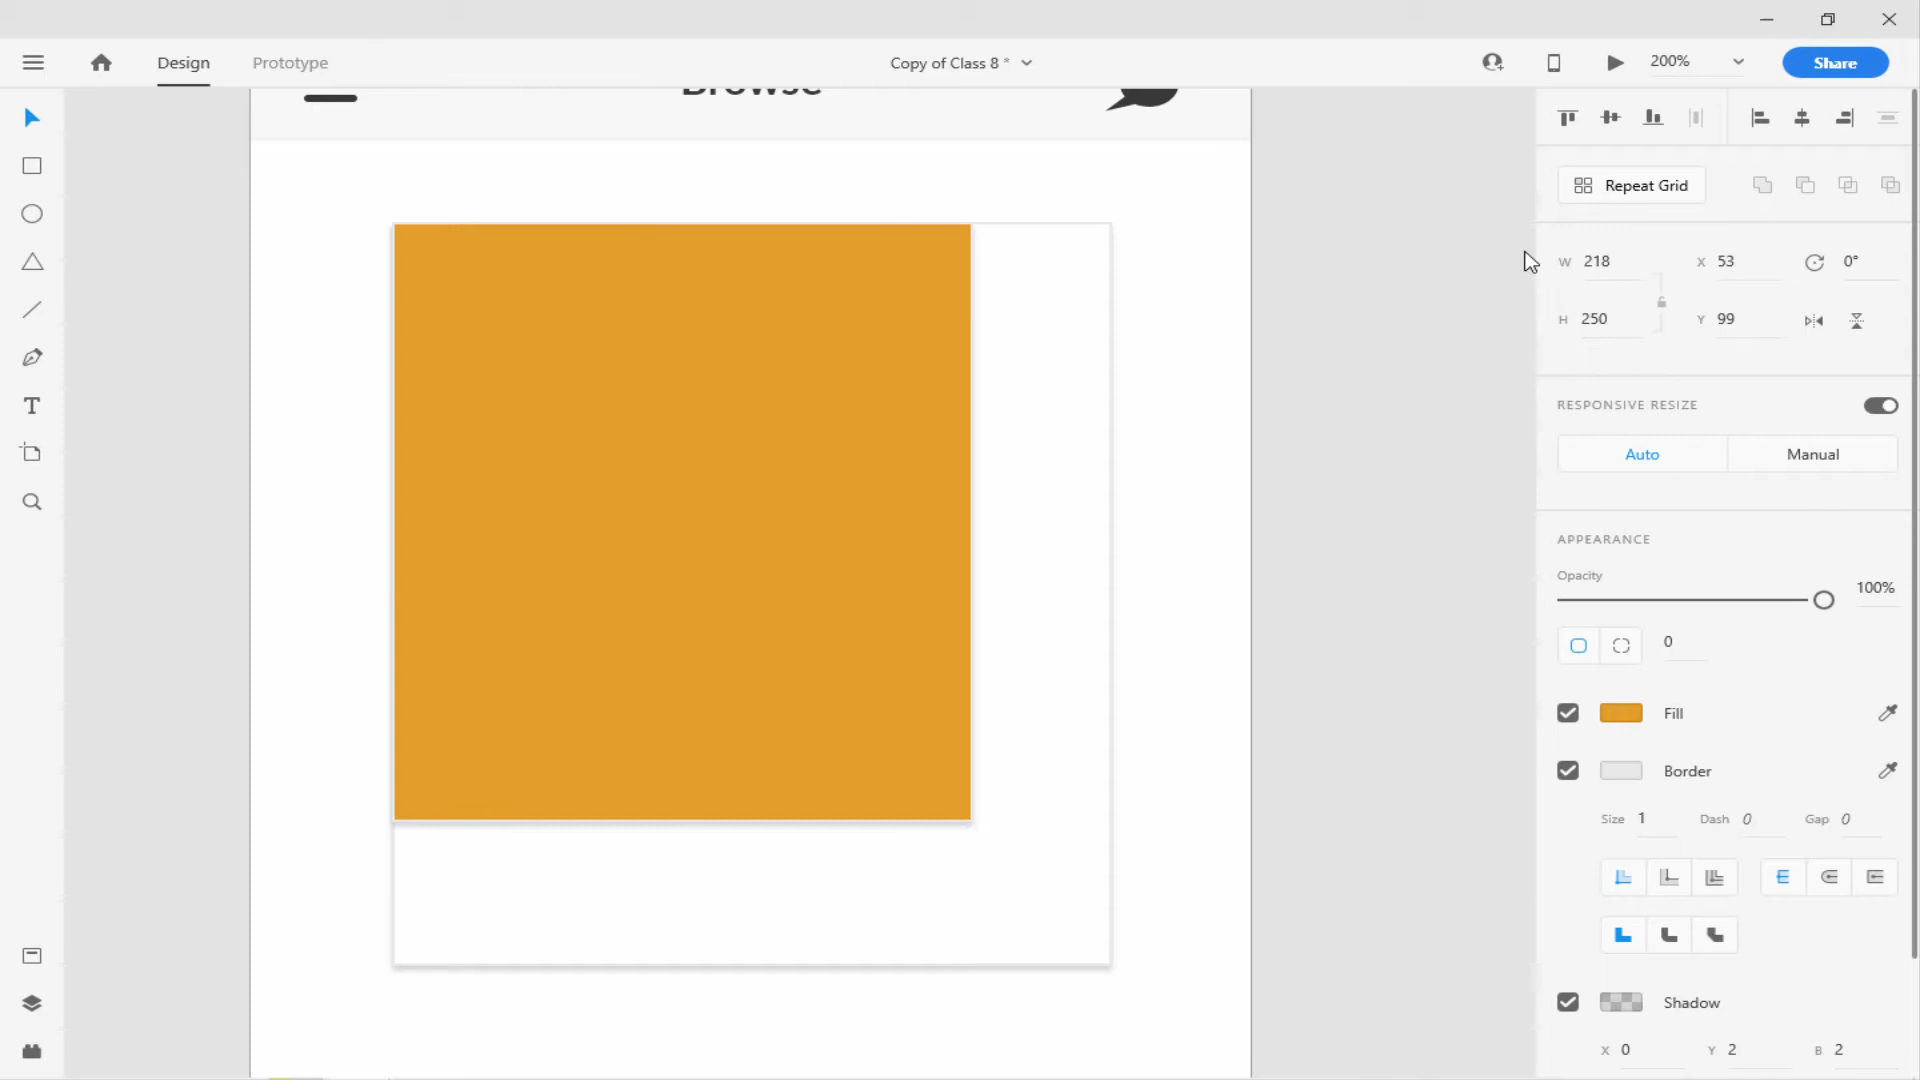 Design
Prototype
Copy of Class 8 *
200%
Share
Browse
Repeat Grid
W 218
X 53
0°
H 250
Y 99
RESPONSIVE RESIZE
Auto
Manual
APPEARANCE
Opacity
100%
0
Fill
Border
Size 1
Dash 0
Gap 0
Shadow
X 0
Y 2
B 2